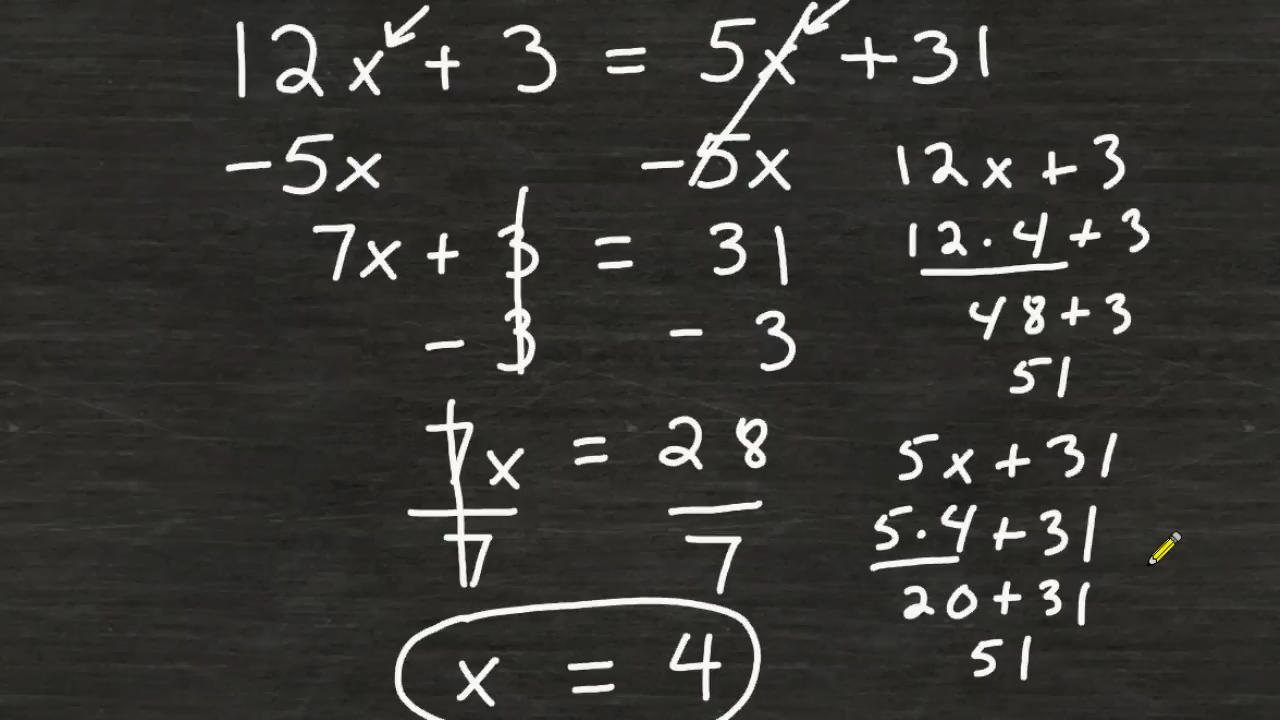 12x + 3 = 5x + 31
-5x -5x
7x + 3 = 31
- 3 - 3
7x = 28
7 7
x = 4
12x + 3
12·4 + 3
48 + 3
51
5x + 31
5·4 + 31
20 + 31
51